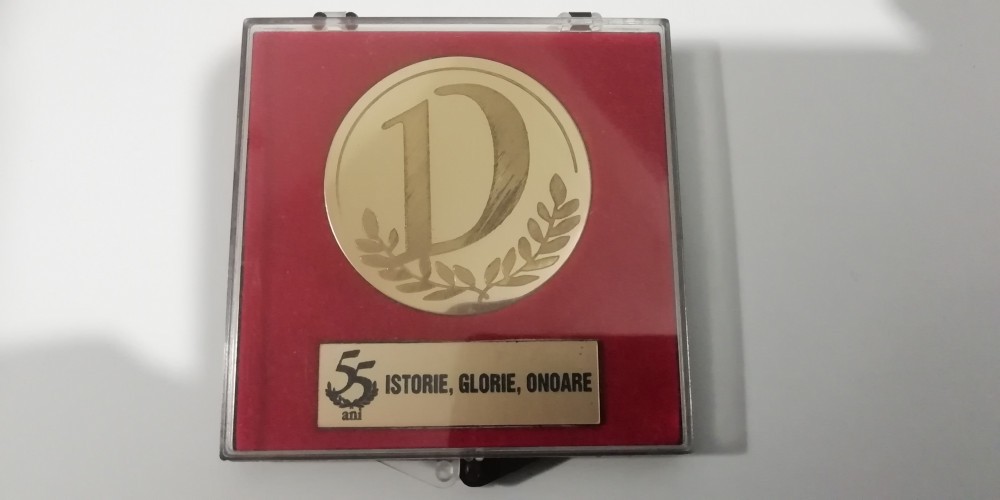 D
55
ani
ISTORIE, GLORIE, ONOARE